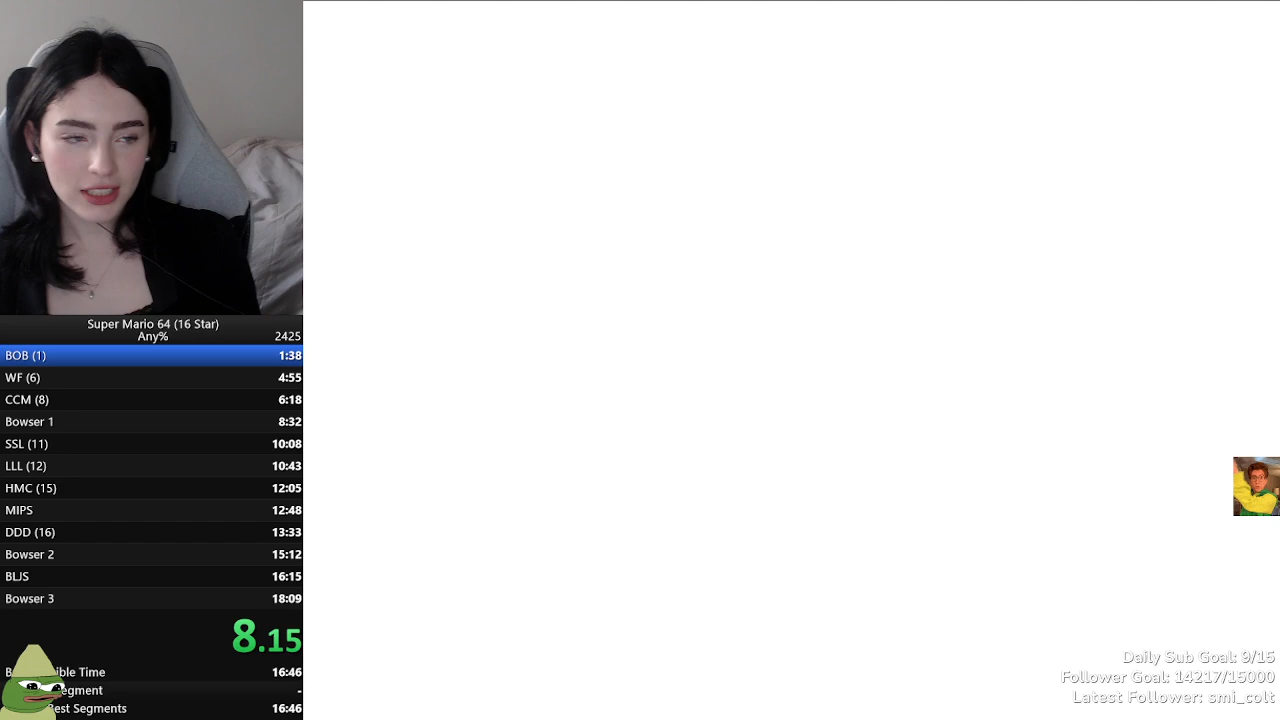 Super Mario 64 (16 Star)
Any% 2425
BOB (1) 1:38
WF (6) 4:55
CCM (8) 6:18
Bowser 1 8:32
SSL (11) 10:08
LLL (12) 10:43
HMC (15) 12:05
MIPS 12:48
DDD (16) 13:33
Bowser 2 15:12
BLJS 16:15
Bowser 3 18:09
8.15
Time 16:46
-
Best Segments 16:46
Daily Sub Goal: 9/15
Follower Goal: 14217/15000
Latest Follower: smi_colt